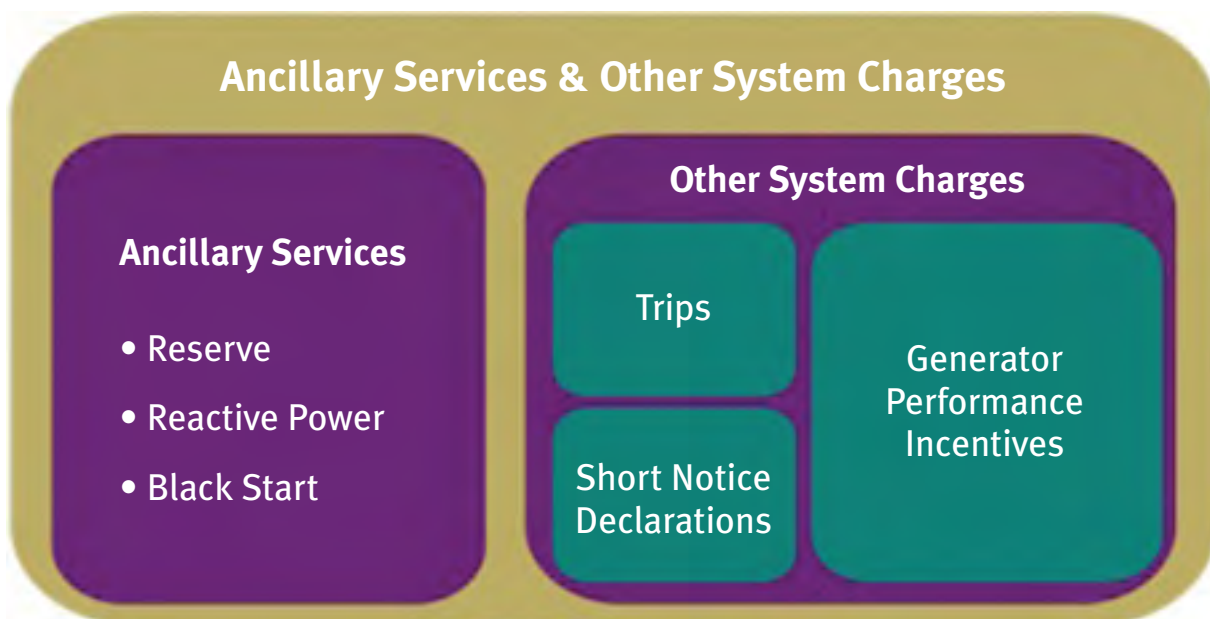 Ancillary Services & Other System Charges
Ancillary Services
• Reserve
• Reactive Power
• Black Start
Other System Charges
Trips
Short Notice
Declarations
Generator
Performance
Incentives